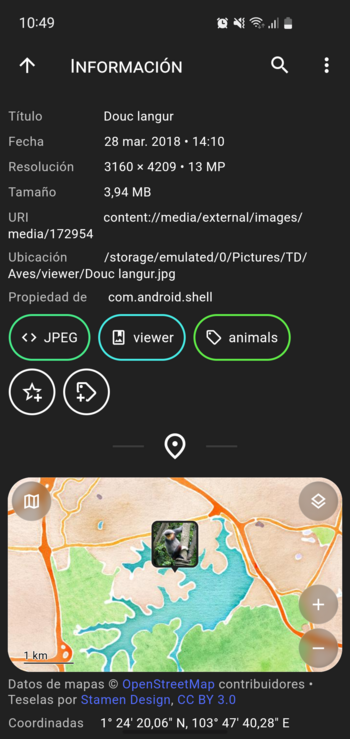 10:49
INFORMACIÓN
Título Douc langur
Fecha 28 mar. 2018 • 14:10
Resolución 3160 × 4209 • 13 MP
Tamaño 3,94 MB
URI content://media/external/images/
media/172954
Ubicación /storage/emulated/0/Pictures/TD/
Aves/viewer/Douc langur.jpg
Propiedad de com.android.shell
JPEG viewer animals
1 km
Datos de mapas © OpenStreetMap contribuidores •
Teselas por Stamen Design, CC BY 3.0
Coordinadas 1° 24′ 20,06″ N, 103° 47′ 40,28″ E